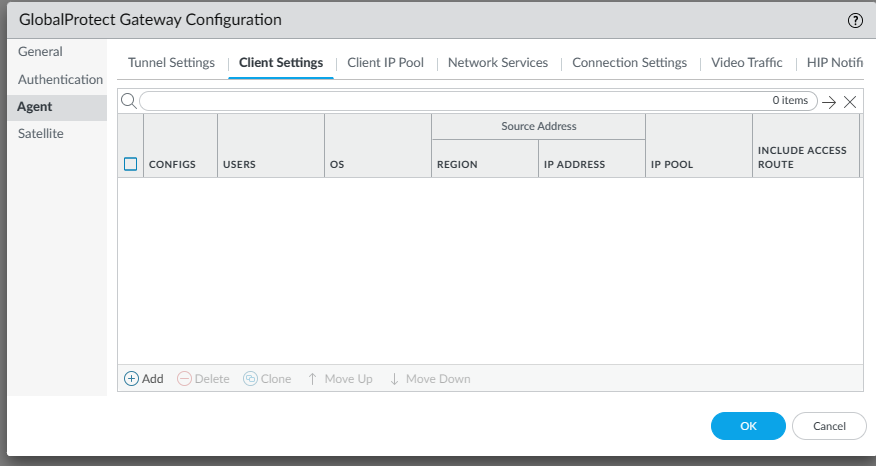 GlobalProtect Gateway Configuration
General
Authentication
Agent
Satellite
Tunnel Settings
Client Settings
Client IP Pool
Network Services
Connection Settings
Video Traffic
HIP Notifi
0 items
CONFIGS
USERS
OS
Source Address
REGION
IP ADDRESS
IP POOL
INCLUDE ACCESS
ROUTE
Add
Delete
Clone
Move Up
Move Down
OK
Cancel